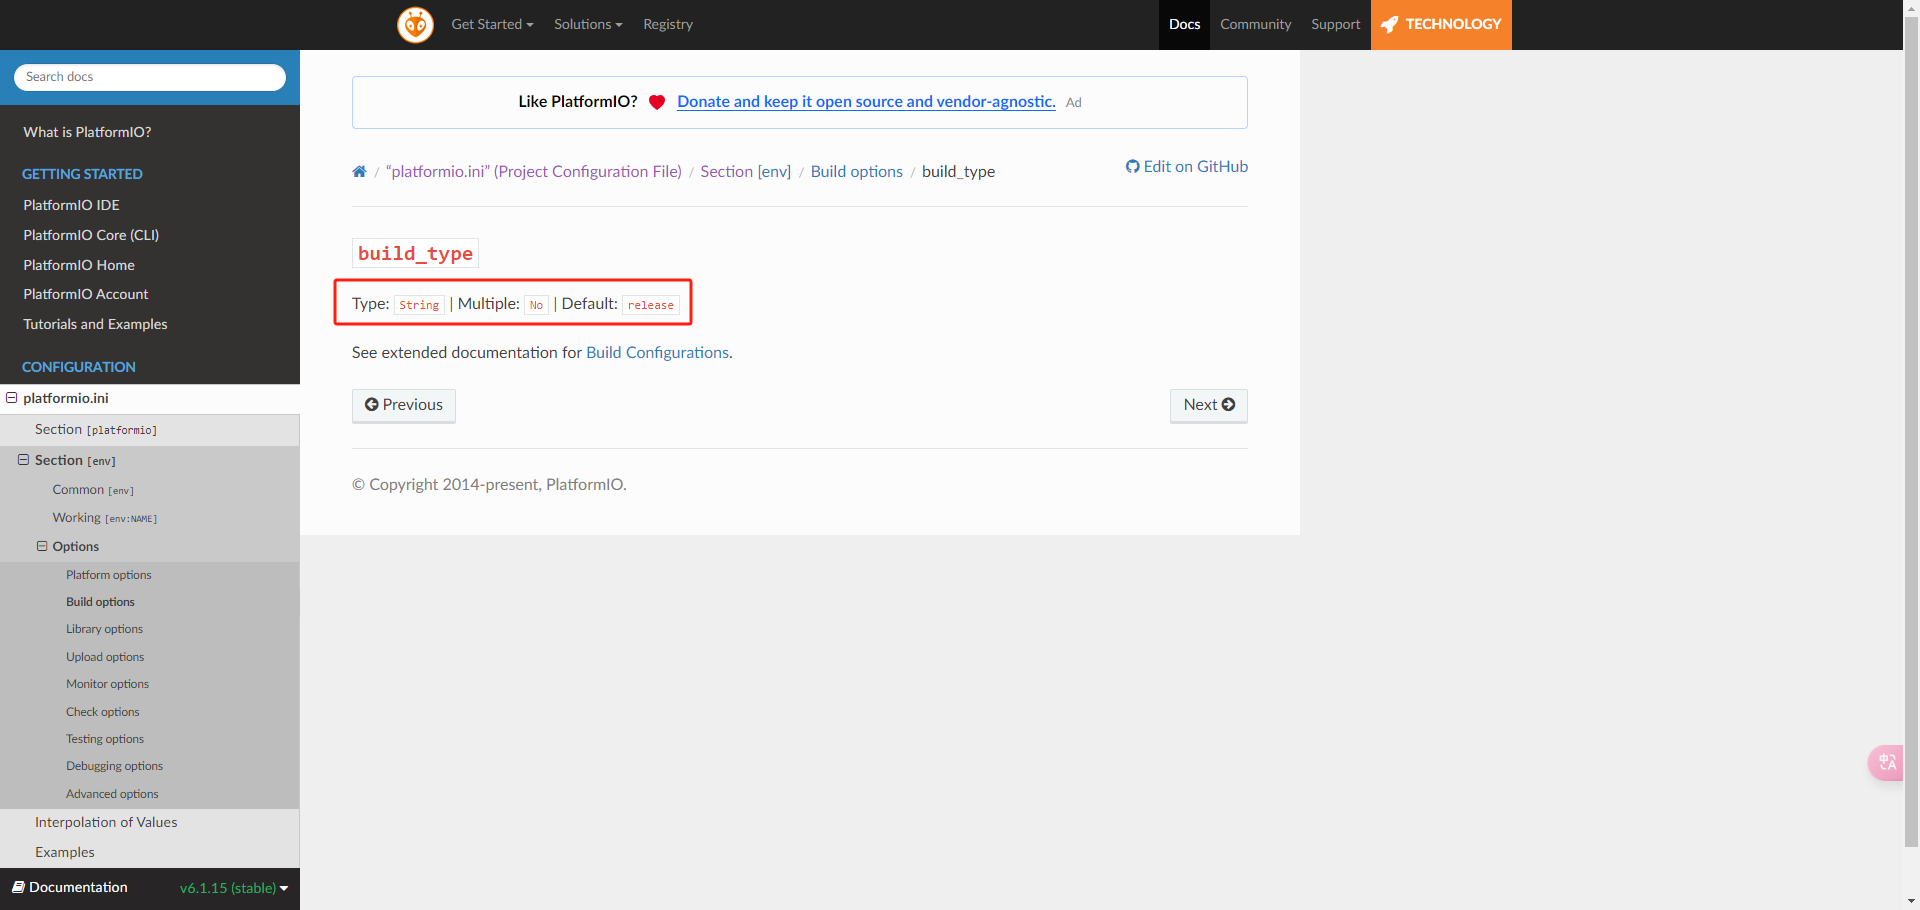 Get Started Solutions Registry Docs Community Support TECHNOLOGY
Search docs
What is PlatformIO?
GETTING STARTED
PlatformIO IDE
PlatformIO Core (CLI)
PlatformIO Home
PlatformIO Account
Tutorials and Examples
CONFIGURATION
platformio.ini
Section [platformio]
Section [env]
Common [env]
Working [env:NAME]
Options
Platform options
Build options
Library options
Upload options
Monitor options
Check options
Testing options
Debugging options
Advanced options
Interpolation of Values
Examples
Documentation v6.1.15 (stable)
Like PlatformIO? Donate and keep it open source and vendor-agnostic. Ad
/ “platformio.ini” (Project Configuration File) / Section [env] / Build options / build_type
Edit on GitHub
build_type
Type: String | Multiple: No | Default: release
See extended documentation for Build Configurations.
Previous Next
© Copyright 2014-present, PlatformIO.
中A